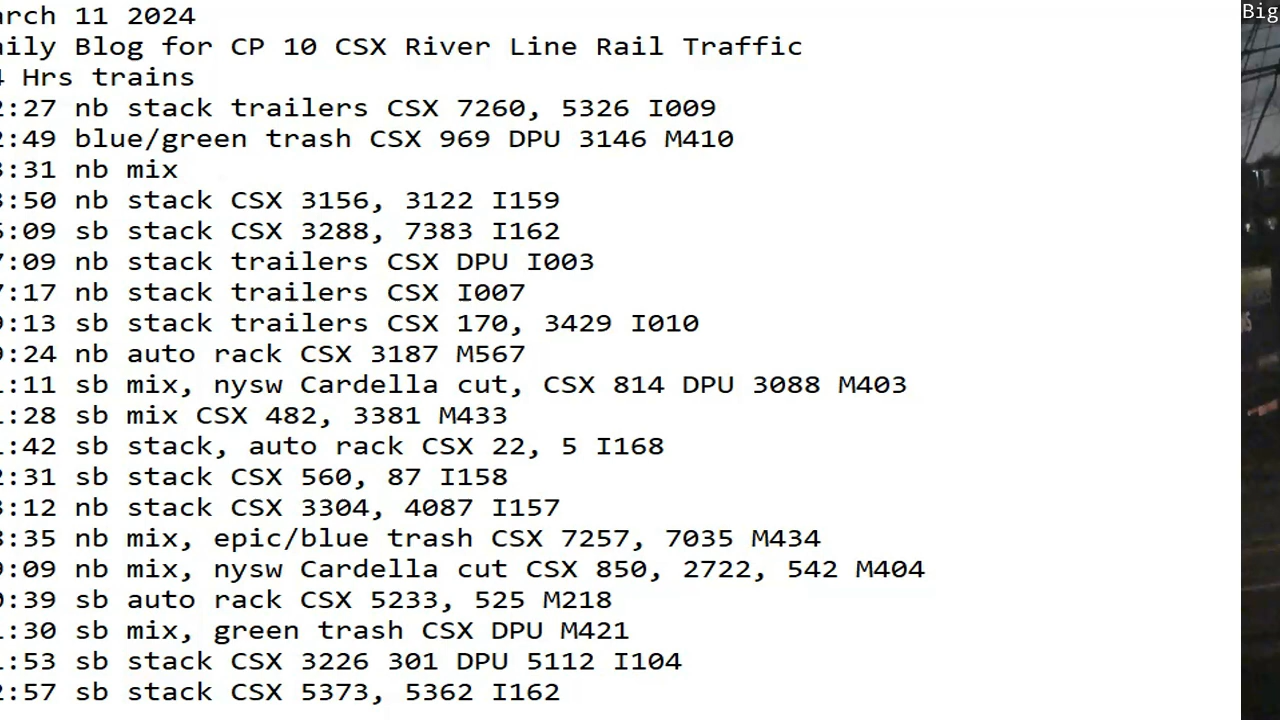 arch 11 2024
aily Blog for CP 10 CSX River Line Rail Traffic
4 Hrs trains
2:27 nb stack trailers CSX 7260, 5326 I009
2:49 blue/green trash CSX 969 DPU 3146 M410
3:31 nb mix
3:50 nb stack CSX 3156, 3122 I159
6:09 sb stack CSX 3288, 7383 I162
7:09 nb stack trailers CSX DPU I003
7:17 nb stack trailers CSX I007
9:13 sb stack trailers CSX 170, 3429 I010
9:24 nb auto rack CSX 3187 M567
1:11 sb mix, nysw Cardella cut, CSX 814 DPU 3088 M403
1:28 sb mix CSX 482, 3381 M433
1:42 sb stack, auto rack CSX 22, 5 I168
2:31 sb stack CSX 560, 87 I158
3:12 nb stack CSX 3304, 4087 I157
8:35 nb mix, epic/blue trash CSX 7257, 7035 M434
9:09 nb mix, nysw Cardella cut CSX 850, 2722, 542 M404
0:39 sb auto rack CSX 5233, 525 M218
1:30 sb mix, green trash CSX DPU M421
1:53 sb stack CSX 3226 301 DPU 5112 I104
2:57 sb stack CSX 5373, 5362 I162
Big